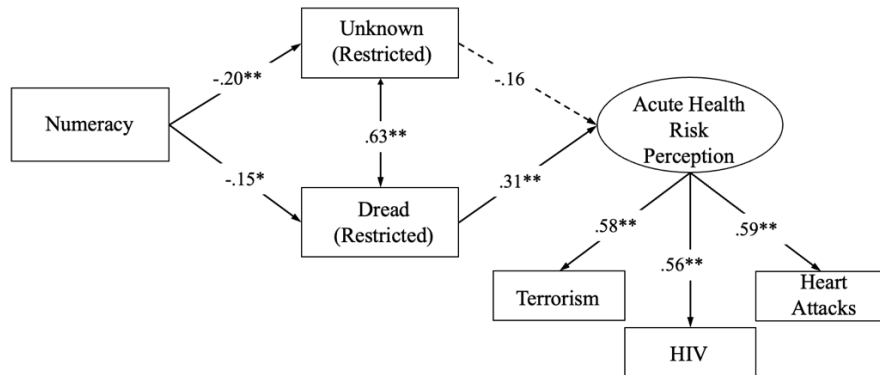 Unknown
(Restricted)
-.20**
-.16
Numeracy
.63**
Acute Health
Risk
Perception
-.15*
Dread
(Restricted)
.31**
.58**
.56**
.59**
Terrorism
HIV
Heart
Attacks